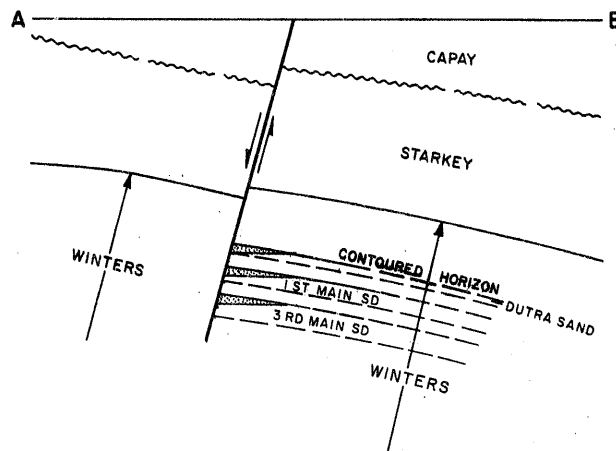 A
B
CAPAY
STARKEY
WINTERS
CONTOURED HORIZON
DUTRA SAND
1ST MAIN SD
3RD MAIN SD
WINTERS